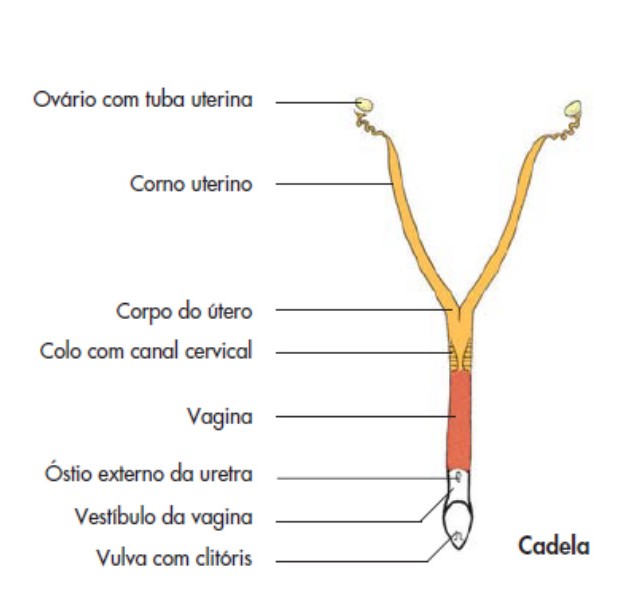 Ovário com tuba uterina
Corno uterino
Corpo do útero
Colo com canal cervical
Vagina
Óstio externo da uretra
Vestíbulo da vagina
Vulva com clitóris
Cadela